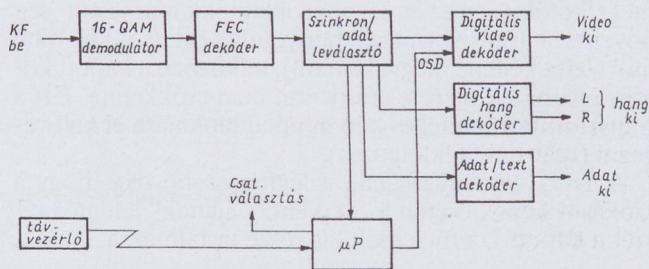 KF
be
16-QAM
demodulátor
FEC
dekóder
Szinkron/
adat
leválasztó
Digitális
video
dekóder
Video
ki
OSD
Digitális
hang
dekóder
L
R
hang
ki
Adat/text
dekóder
Adat
ki
Csat.
választás
táv-
vezérlő
μP